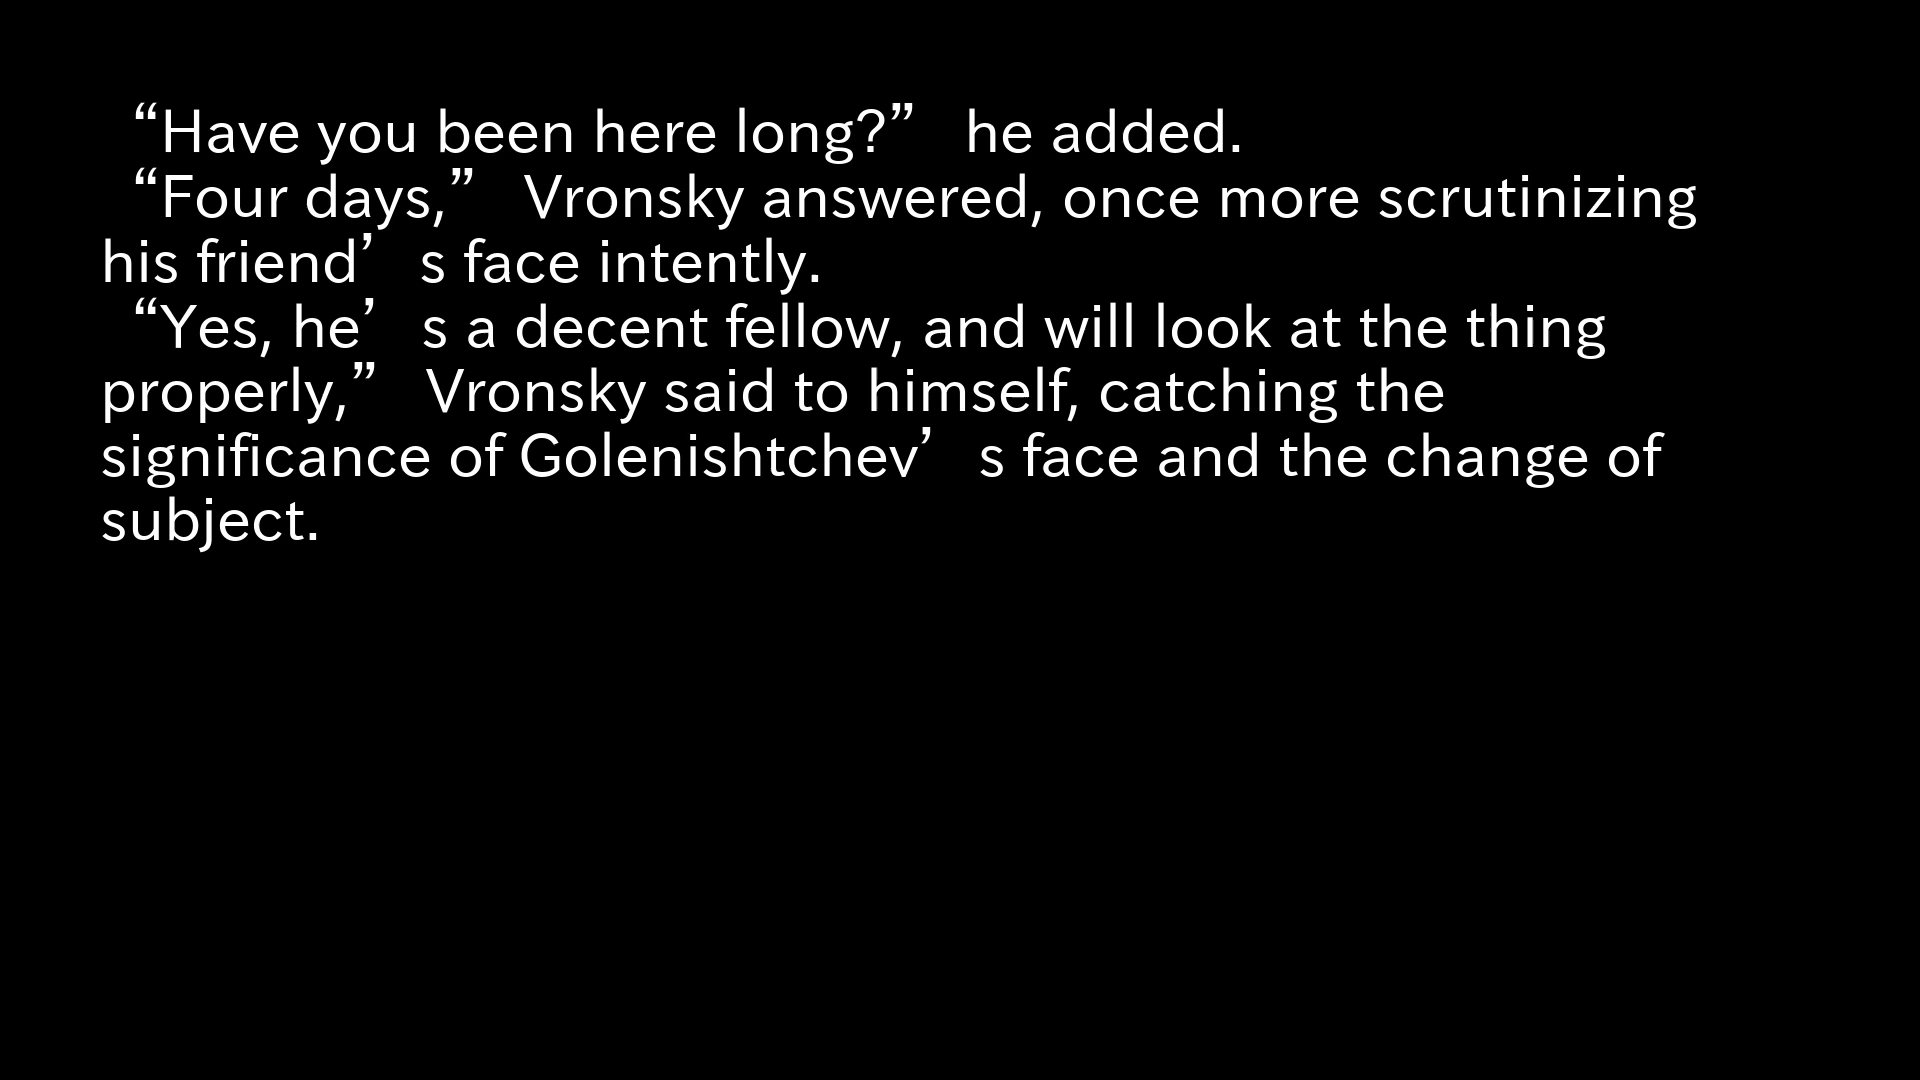 “Have you been here long?” he added.
“Four days,” Vronsky answered, once more scrutinizing
his friend’s face intently.
“Yes, he’s a decent fellow, and will look at the thing
properly,” Vronsky said to himself, catching the
significance of Golenishtchev’s face and the change of
subject.